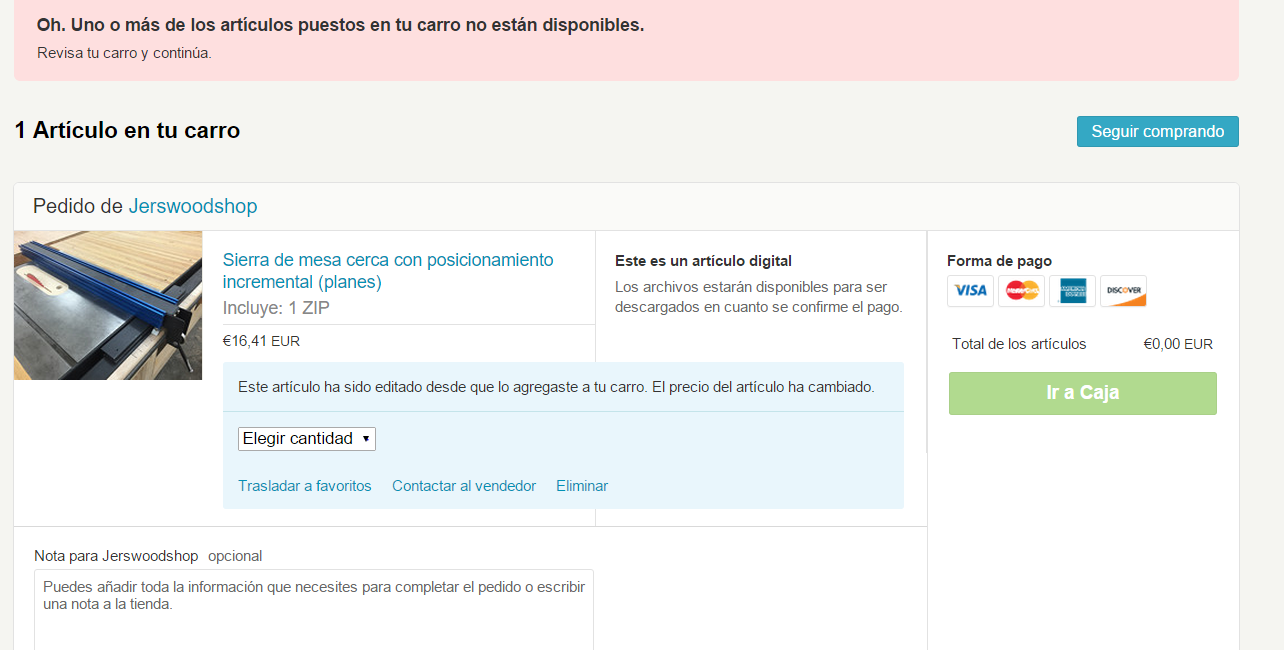 Oh. Uno o más de los artículos puestos en tu carro no están disponibles.
Revisa tu carro y continúa.
1 Artículo en tu carro
Seguir comprando
Pedido de Jerswoodshop
Sierra de mesa cerca con posicionamiento
incremental (planes)
Incluye: 1 ZIP
€16,41 EUR
Este es un artículo digital
Los archivos estarán disponibles para ser
descargados en cuanto se confirme el pago.
Este artículo ha sido editado desde que lo agregaste a tu carro. El precio del artículo ha cambiado.
Elegir cantidad
Trasladar a favoritos Contactar al vendedor Eliminar
Forma de pago
VISA MasterCard AMERICAN EXPRESS DISCOVER
Total de los artículos €0,00 EUR
Ir a Caja
Nota para Jerswoodshop opcional
Puedes añadir toda la información que necesites para completar el pedido o escribir
una nota a la tienda.